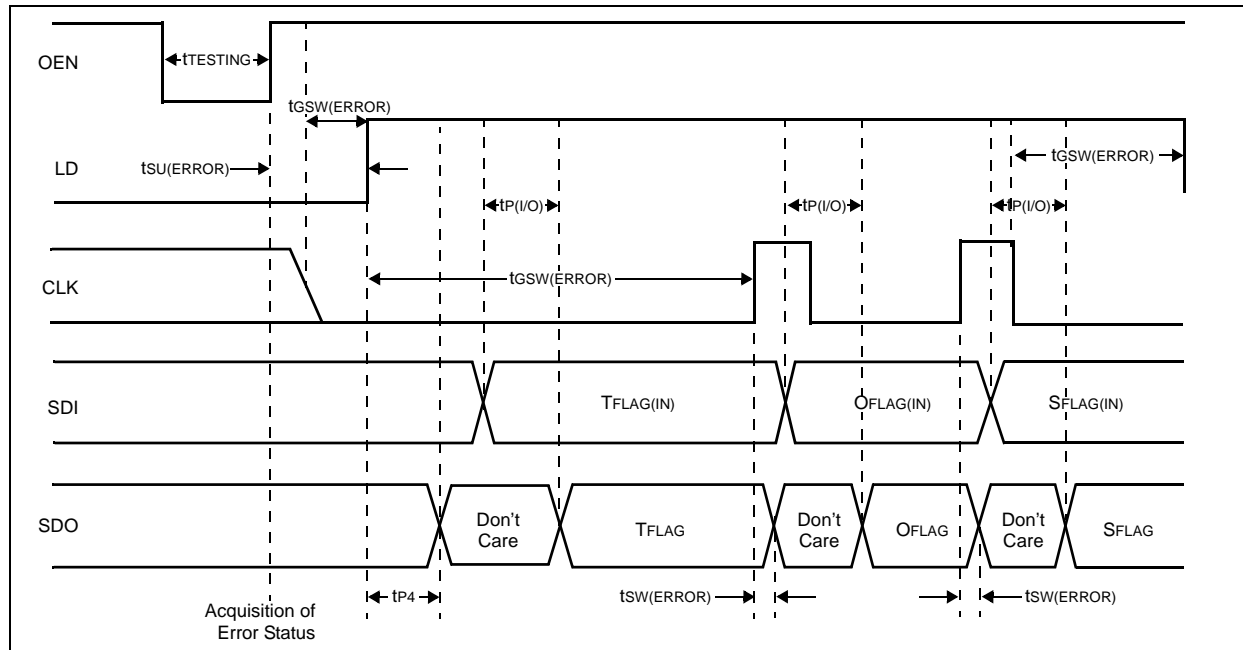 OEN
tTESTING
tGSW(ERROR)
LD
tSU(ERROR)
tGSW(ERROR)
tP(I/O)
tP(I/O)
tP(I/O)
CLK
tGSW(ERROR)
SDI
TFLAG(IN)
OFLAG(IN)
SFLAG(IN)
SDO
Don't
Care
TFLAG
Don't
Care
OFLAG
Don't
Care
SFLAG
tP4
tSW(ERROR)
tSW(ERROR)
Acquisition of
Error Status